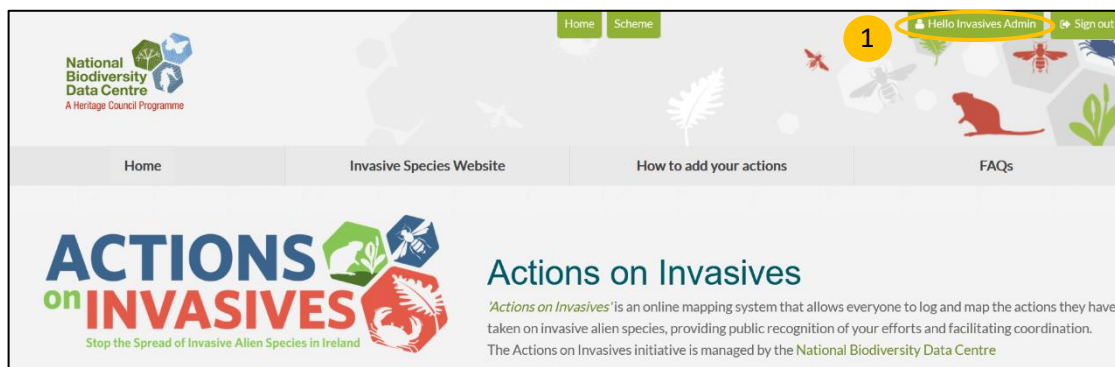 Home
Scheme
1
Hello Invasives Admin
Sign out
National
Biodiversity
Data Centre
A Heritage Council Programme
Home
Invasive Species Website
How to add your actions
FAQs
ACTIONS
on INVASIVES
Stop the Spread of Invasive Alien Species in Ireland
Actions on Invasives
'Actions on Invasives' is an online mapping system that allows everyone to log and map the actions they have
taken on invasive alien species, providing public recognition of your efforts and facilitating coordination.
The Actions on Invasives initiative is managed by the National Biodiversity Data Centre